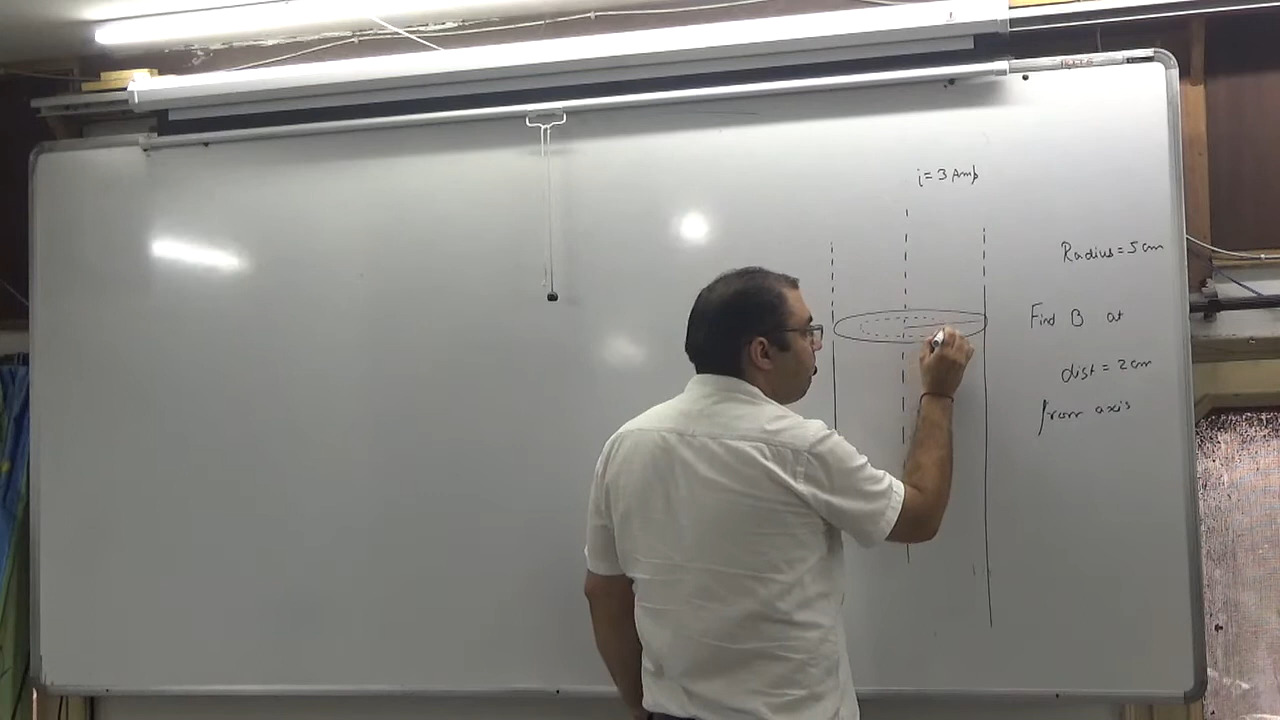 i = 3 Amp
Radius = 5 cm
Find B at
dist = 2 cm
from axis